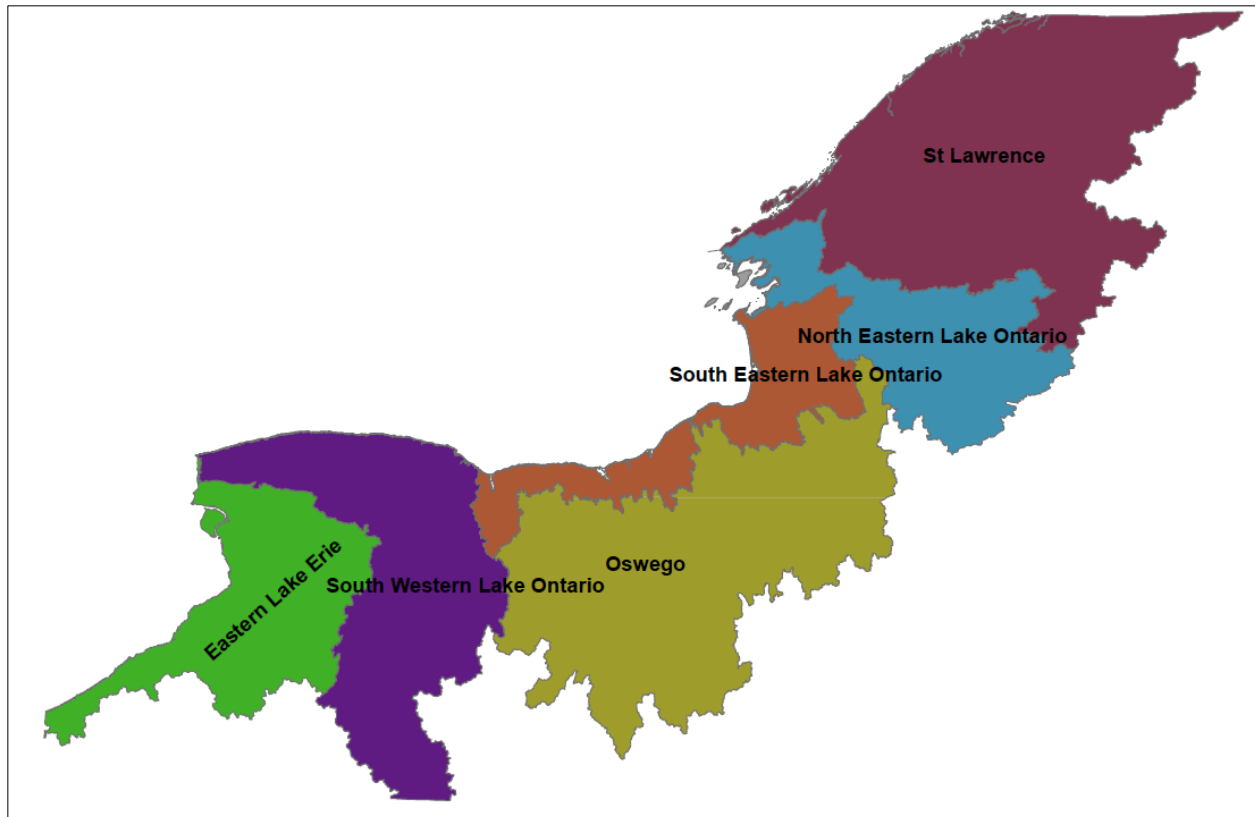 St Lawrence
North Eastern Lake Ontario
South Eastern Lake Ontario
Oswego
Eastern Lake Erie
South Western Lake Ontario